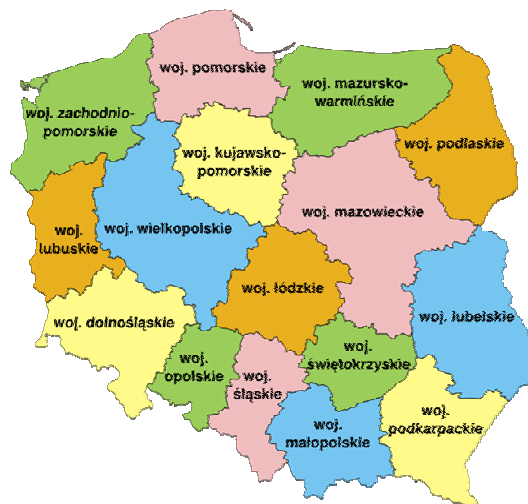 woj. pomorskie
woj. mazursko-
warmińskie
woj. zachodnio-
pomorskie
woj. podlaskie
woj. kujawsko-
pomorskie
woj. mazowieckie
woj. wielkopolskie
woj.
lubuskie
woj. łódzkie
woj. lubelskie
woj. dolnośląskie
woj.
opolskie
woj.
śląskie
woj.
świętokrzyskie
woj.
małopolskie
woj.
podkarpackie